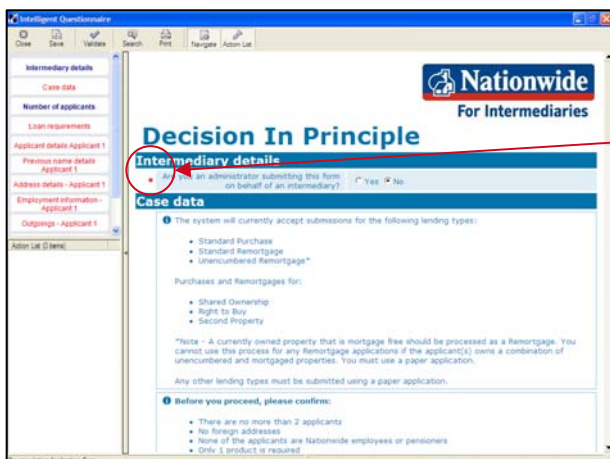 Intelligent Questionnaire
Close Save Validate Search Print Navigate Action List
Intermediary details
Case data
Number of applicants
Loan requirements
Applicant details Applicant 1
Previous name details
Applicant 1
Address details - Applicant 1
Employment information -
Applicant 1
Outgoings - Applicant 1
Action List (0 items)
Nationwide
For Intermediaries
Decision In Principle
Intermediary details
* Are you an administrator submitting this form
on behalf of an intermediary? Yes No
Case data
The system will currently accept submissions for the following lending types:
• Standard Purchase
• Standard Remortgage
• Unencumbered Remortgage*
Purchases and Remortgages for:
• Shared Ownership
• Right to Buy
• Second Property
*Note - A currently owned property that is mortgage free should be processed as a Remortgage. You
cannot use this process for any Remortgage applications if the applicant(s) owns a combination of
unencumbered and mortgaged properties. You must use a paper application.
Any other lending types must be submitted using a paper application.
Before you proceed, please confirm:
• There are no more than 2 applicants
• No foreign addresses
• None of the applicants are Nationwide employees or pensioners
• Only 1 product is required